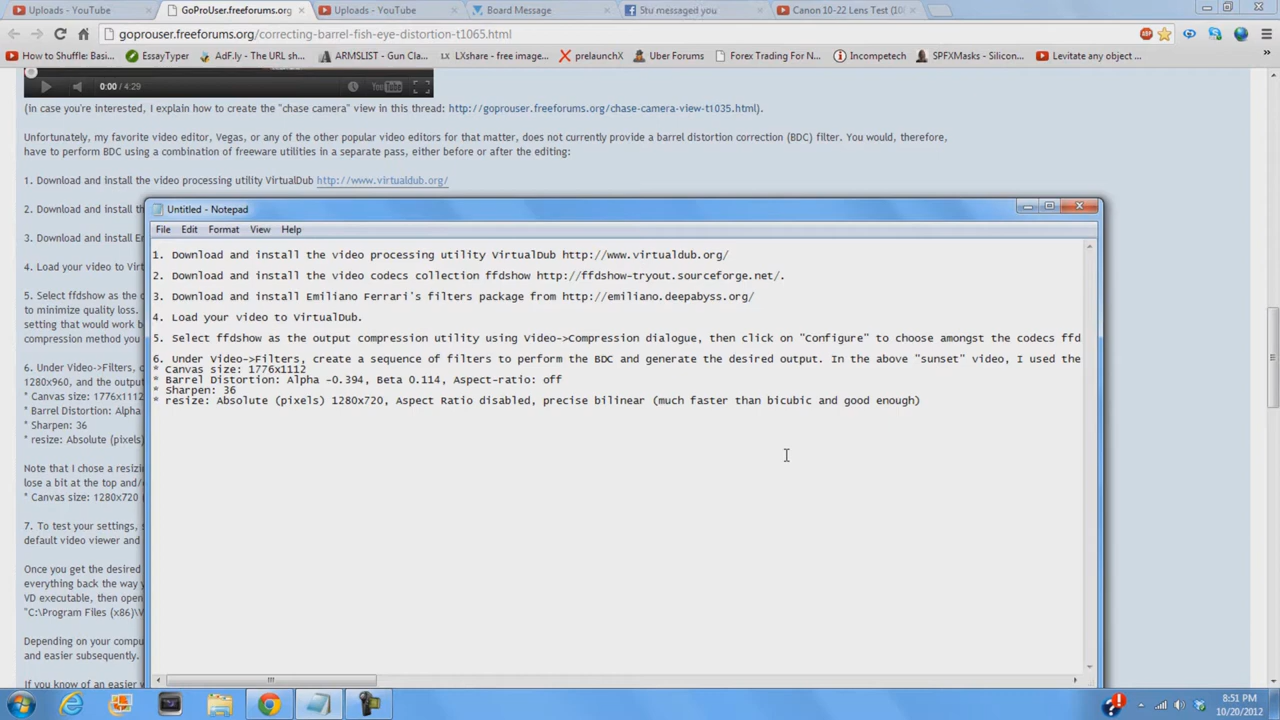 Uploads - YouTube
GoProUser.freeforums.org
Uploads - YouTube
Board Message
Stu messaged you
Canon 10-22 Lens Test (10
goprouser.freeforums.org/correcting-barrel-fish-eye-distortion-t1065.html
How to Shuffle: Basic
EssayTyper
AdF.ly - The URL sh...
ARMSLIST - Gun Cla...
LX LXshare - free image...
prelaunchX
Uber Forums
Forex Trading For N...
Incompetech
SPFXMasks - Silicon...
Levitate any object ...
0:00 / 4:29
YouTube
(in case you're interested, I explain how to create the "chase camera" view in this thread: http://goprouser.freeforums.org/chase-camera-view-t1035.html).
Unfortunately, my favorite video editor, Vegas, or any of the other popular video editors for that matter, does not currently provide a barrel distortion correction (BDC) filter. You would, therefore,
have to perform BDC using a combination of freeware utilities in a separate pass, either before or after the editing:
1. Download and install the video processing utility VirtualDub http://www.virtualdub.org/
2. Download and install th
3. Download and install Em
4. Load your video to Virt
5. Select ffdshow as the o
to minimize quality loss.
setting that would work b
compression method you
6. Under Video->Filters,
1280x960, and the output
* Canvas size: 1776x1112
* Barrel Distortion: Alpha
* Sharpen: 36
* resize: Absolute (pixels)
Note that I chose a resizin
lose a bit at the top and/
* Canvas size: 1280x720
7. To test your settings, s
default video viewer and
Once you get the desired
everything back the way
VD executable, then open
"C:\Program Files (x86)\V
Depending on your compu
and easier subsequently.
If you know of an easier
Untitled - Notepad
File Edit Format View Help
1. Download and install the video processing utility VirtualDub http://www.virtualdub.org/
2. Download and install the video codecs collection ffdshow http://ffdshow-tryout.sourceforge.net/.
3. Download and install Emiliano Ferrari's filters package from http://emiliano.deepabyss.org/
4. Load your video to VirtualDub.
5. Select ffdshow as the output compression utility using Video->Compression dialogue, then click on "Configure" to choose amongst the codecs ffd
6. Under Video->Filters, create a sequence of filters to perform the BDC and generate the desired output. In the above "sunset" video, I used the
* Canvas size: 1776x1112
* Barrel Distortion: Alpha -0.394, Beta 0.114, Aspect-ratio: off
* Sharpen: 36
* resize: Absolute (pixels) 1280x720, Aspect Ratio disabled, precise bilinear (much faster than bicubic and good enough)
8:51 PM
10/20/2012